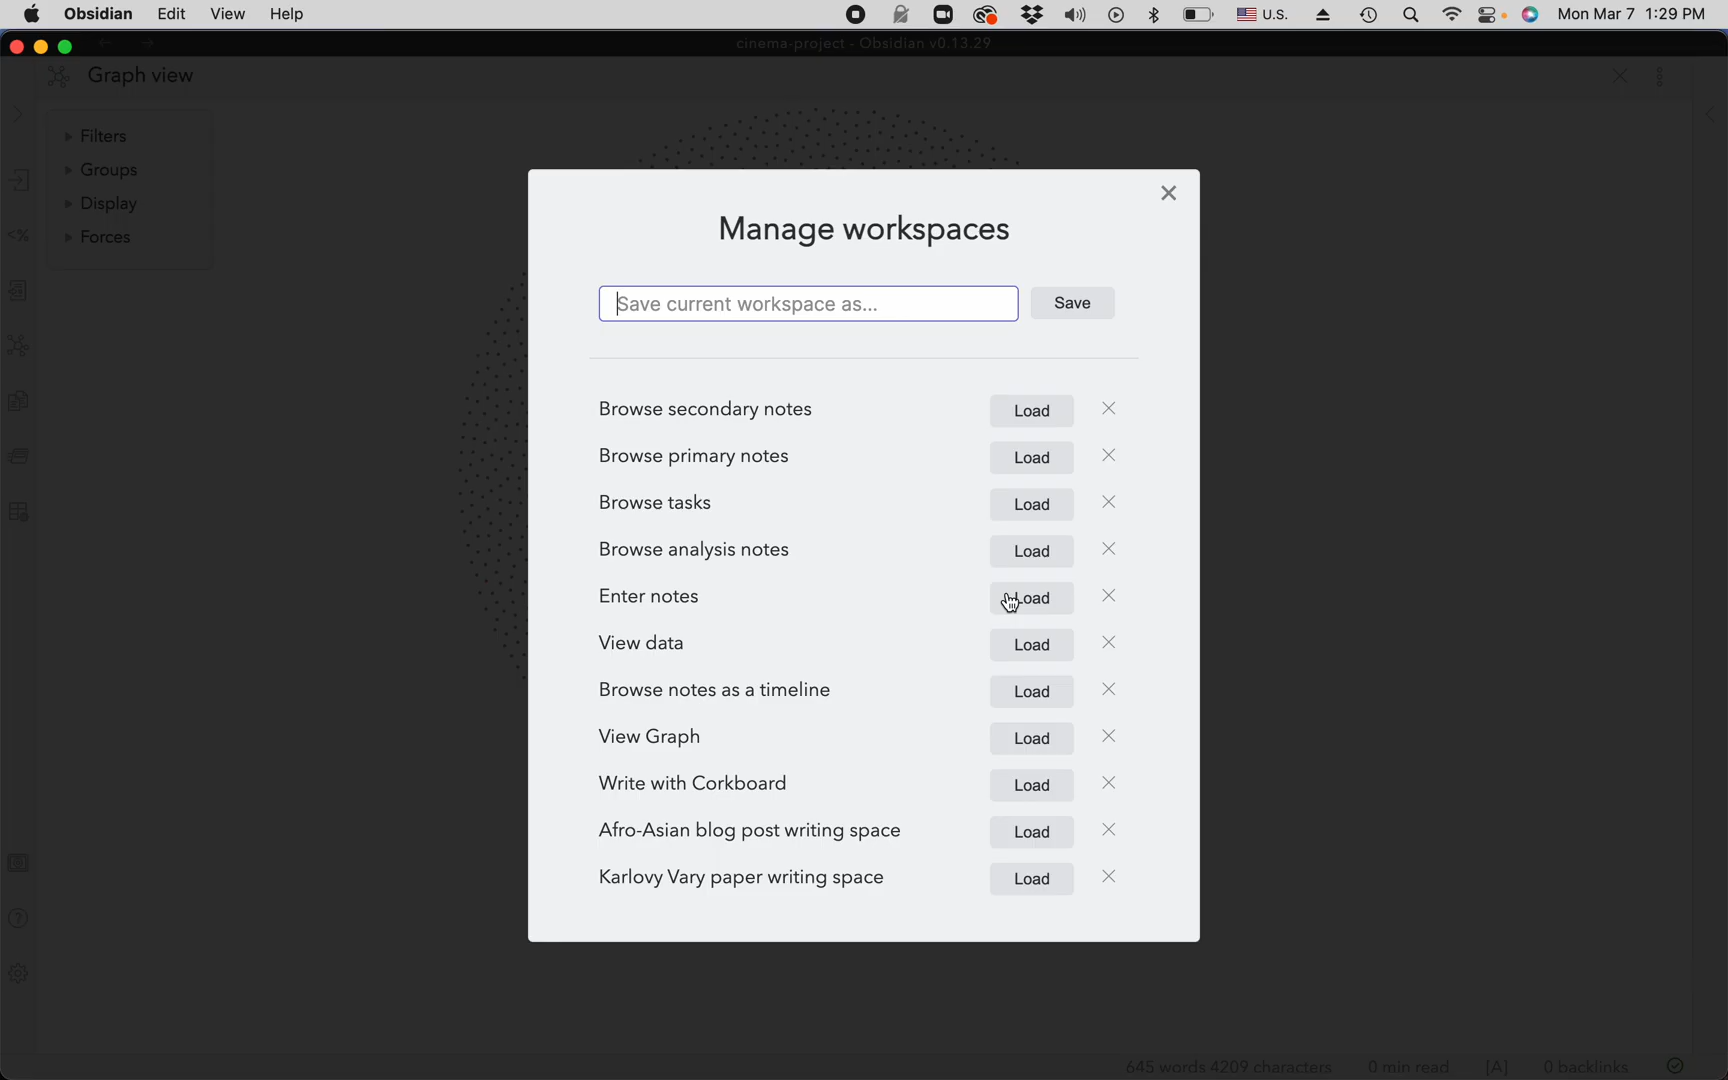 Obsidian Edit View Help U.S. Mon Mar 7 1:29 PM
cinema-project - Obsidian v0.13.29
Graph view
Filters
Groups
Display
Forces
Manage workspaces
Save current workspace as... Save
Browse secondary notes Load
Browse primary notes Load
Browse tasks Load
Browse analysis notes Load
Enter notes Load
View data Load
Browse notes as a timeline Load
View Graph Load
Write with Corkboard Load
Afro-Asian blog post writing space Load
Karlovy Vary paper writing space Load
645 words 4209 characters 0 min read [A] 0 backlinks